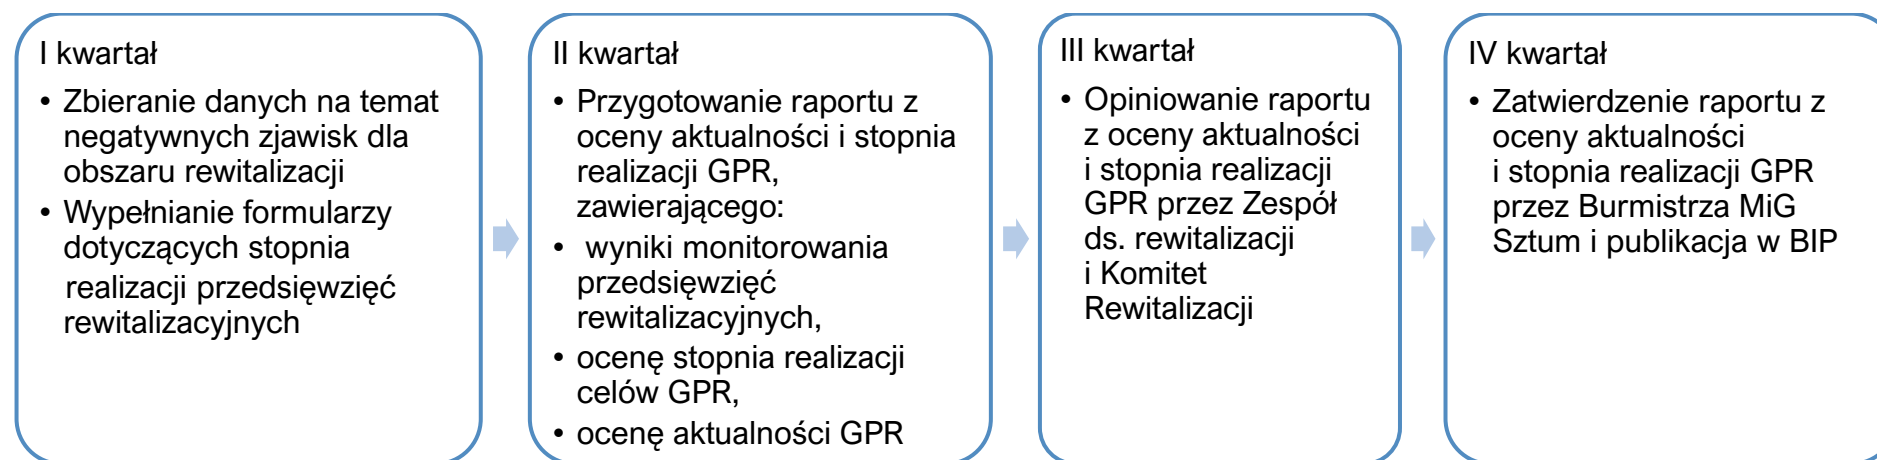 I kwartał
• Zbieranie danych na temat
negatywnych zjawisk dla
obszaru rewitalizacji
• Wypełnianie formularzy
dotyczących stopnia
realizacji przedsięwzięć
rewitalizacyjnych
II kwartał
• Przygotowanie raportu z
oceny aktualności i stopnia
realizacji GPR,
zawierającego:
• wyniki monitorowania
przedsięwzięć
rewitalizacyjnych,
• ocenę stopnia realizacji
celów GPR,
• ocenę aktualności GPR
III kwartał
• Opiniowanie raportu
z oceny aktualności
i stopnia realizacji
GPR przez Zespół
ds. rewitalizacji
i Komitet
Rewitalizacji
IV kwartał
• Zatwierdzenie raportu z
oceny aktualności
i stopnia realizacji GPR
przez Burmistrza MiG
Sztum i publikacja w BIP